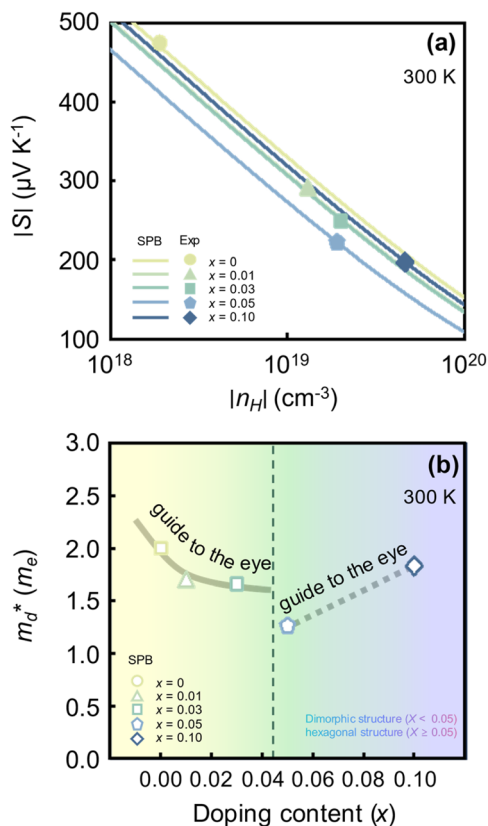 500
400
300
200
100
|S| (μV K⁻¹)
(a)
300 K
SPB Exp
x = 0
x = 0.01
x = 0.03
x = 0.05
x = 0.10
10¹⁸ 10¹⁹ 10²⁰
|n_H| (cm⁻³)
3.0
2.5
2.0
1.5
1.0
0.5
0.0
m_d* (m_e)
(b)
300 K
guide to the eye
guide to the eye
SPB
x = 0
x = 0.01
x = 0.03
x = 0.05
x = 0.10
Dimorphic structure (X < 0.05)
hexagonal structure (X ≥ 0.05)
0.00 0.02 0.04 0.06 0.08 0.10
Doping content (x)